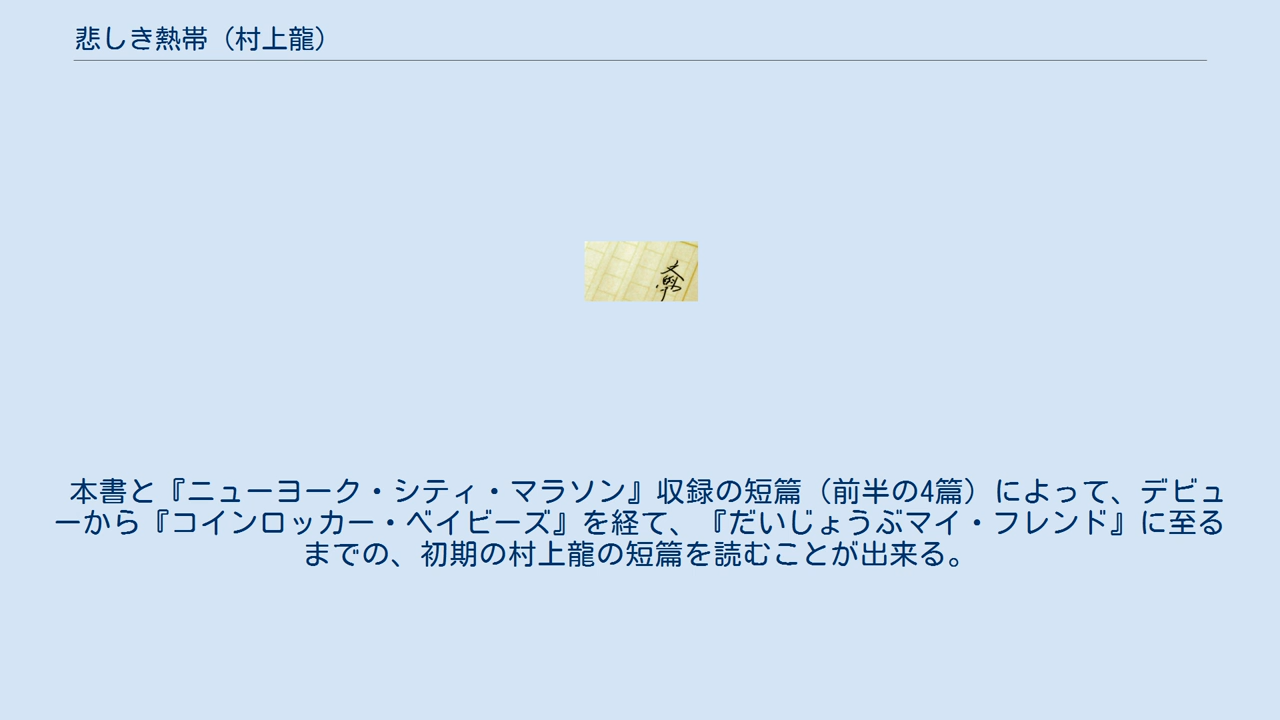 悲しき熱帯（村上龍）
本書と『ニューヨーク・シティ・マラソン』収録の短篇（前半の4篇）によって、デビュ
ーから『コインロッカー・ベイビーズ』を経て、『だいじょうぶマイ・フレンド』に至る
までの、初期の村上龍の短篇を読むことが出来る。